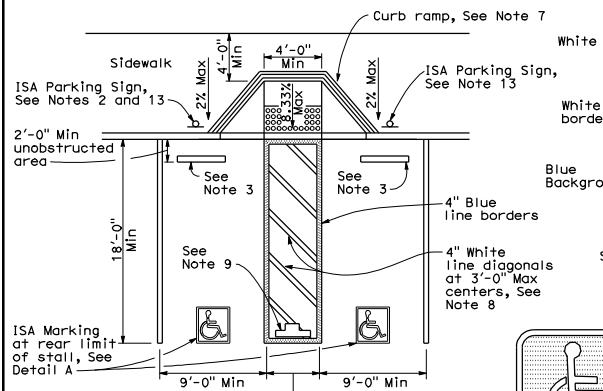 Curb ramp, See Note 7
4'-0"
Min
4'-0"
Min
Sidewalk
2% Max
8.33%
Max
2% Max
ISA Parking Sign,
See Notes 2 and 13
ISA Parking Sign,
See Note 13
2'-0" Min
unobstructed
area
See
Note 3
See
Note 3
18'-0"
Min
4" Blue
line borders
See
Note 9
4" White
line diagonals
at 3'-0" Max
centers, See
Note 8
ISA Marking
at rear limit
of stall, See
Detail A
9'-0" Min
9'-0" Min
White
White
borde
Blue
Backgro
S